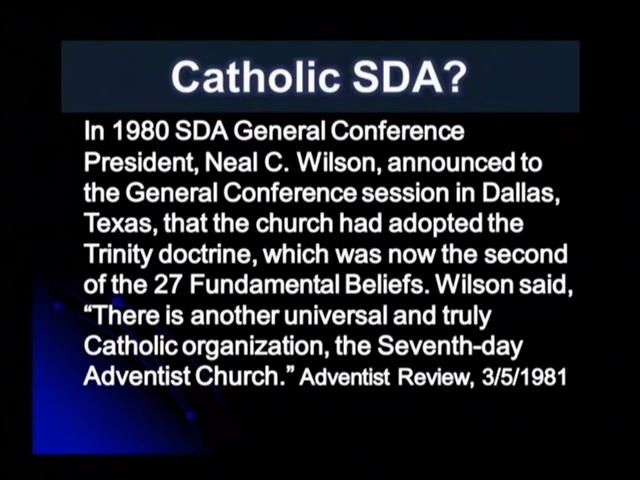 Catholic SDA?
In 1980 SDA General Conference
President, Neal C. Wilson, announced to
the General Conference session in Dallas,
Texas, that the church had adopted the
Trinity doctrine, which was now the second
of the 27 Fundamental Beliefs. Wilson said,
“There is another universal and truly
Catholic organization, the Seventh-day
Adventist Church.” Adventist Review, 3/5/1981